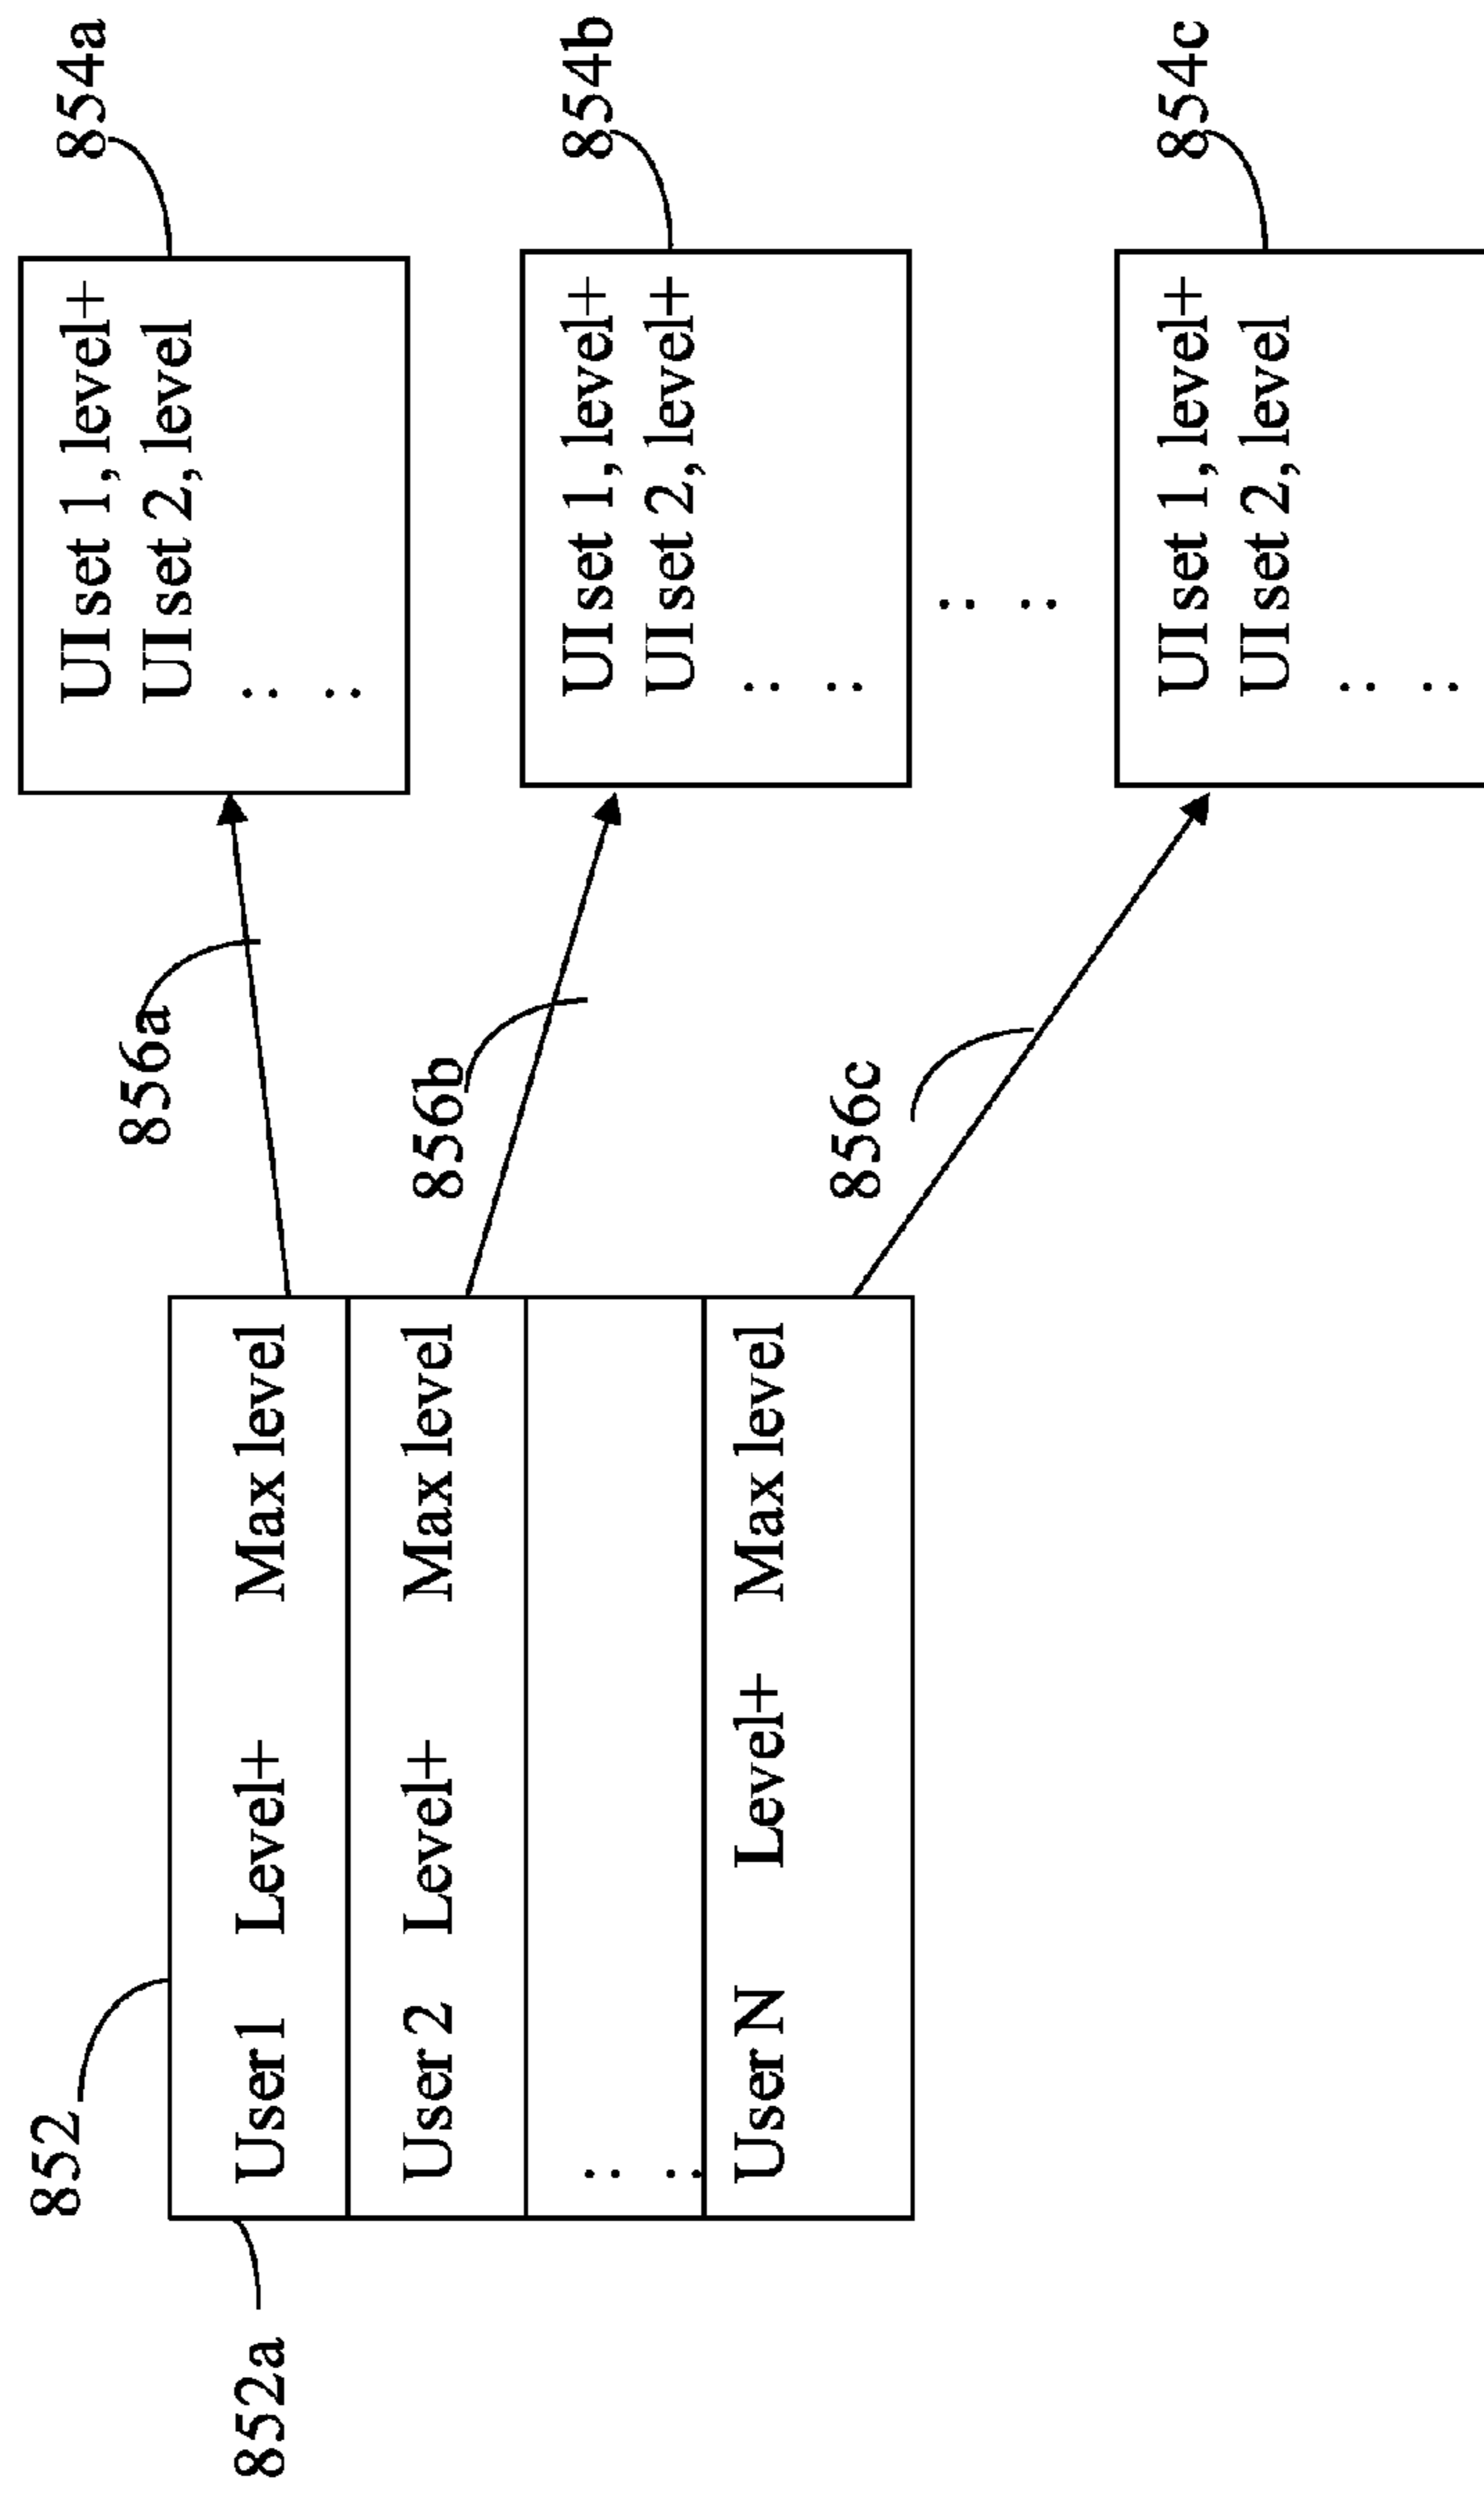 852
852a
User1 Level+ Max level
User 2 Level+ Max level
. . . .
User N Level+ Max level
856a
856b
856c
854a
UI set 1, level+
UI set 2, level
. . . .
854b
UI set 1, level+
UI set 2, level+
. . . .
. . . .
854c
UI set 1, level+
UI set 2, level
. . . .